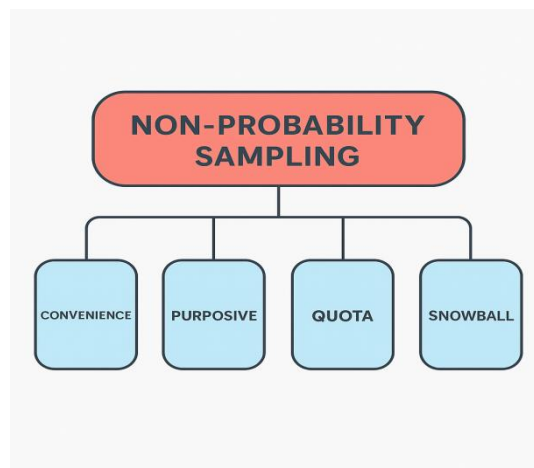 NON-PROBABILITY
SAMPLING
CONVENIENCE
PURPOSIVE
QUOTA
SNOWBALL